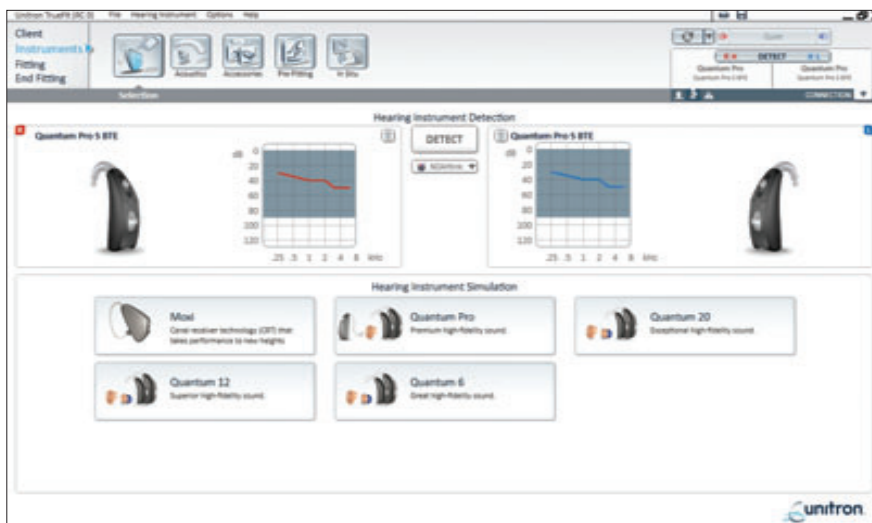 Unitron TrueFit (RC 0) File Hearing Instrument Options Help
Client
Instruments
Fitting
End Fitting
Acoustics Accessories Pre-Fitting In Situ
Selection
R DETECT L
Quantum Pro Quantum Pro
CONNECTION
Hearing Instrument Detection
R Quantum Pro S BTE DETECT Quantum Pro S BTE L
NOAHlink
dB 0 20 40 60 80 100 120
.25 .5 1 2 4 8 kHz
dB 0 20 40 60 80 100 120
.25 .5 1 2 4 8 kHz
Hearing Instrument Simulation
Moxi
Canal receiver technology (CRT) that
takes performance to new heights
Quantum Pro
Premium high-fidelity sound.
Quantum 20
Exceptional high-fidelity sound.
Quantum 12
Superior high-fidelity sound.
Quantum 6
Great high-fidelity sound.
unitron